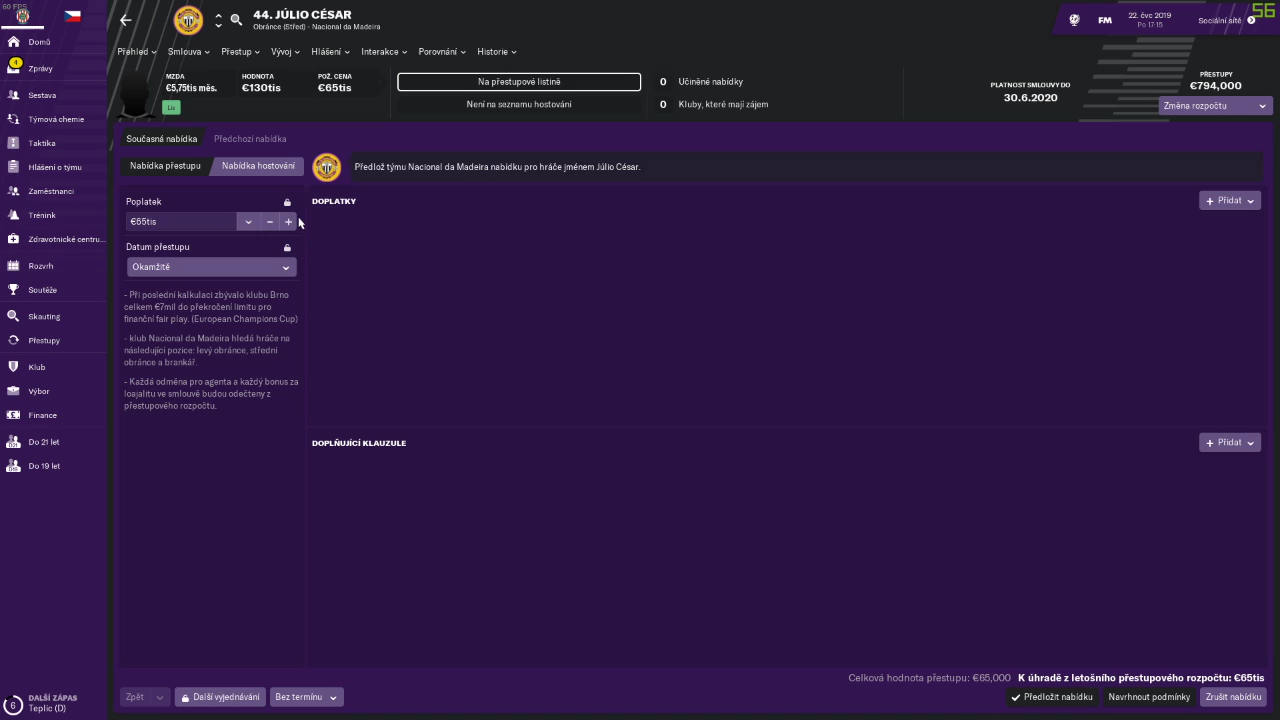 60 FPS
56
44. JÚLIO CÉSAR
Obránce (Střed) - Nacional da Madeira
FM
22. čvc 2019
Po 17:15
Sociální sítě
Domů
4
Zprávy
Sestava
Týmová chemie
Taktika
Hlášení o týmu
Zaměstnanci
Trénink
Zdravotnické centru...
Rozvrh
Soutěže
Skauting
Přestupy
Klub
Výbor
Finance
Do 21 let
Do 19 let
6
DALŠÍ ZÁPAS
Teplic (D)
Přehled
Smlouva
Přestup
Vývoj
Hlášení
Interakce
Porovnání
Historie
MZDA
€5,75tis měs.
HODNOTA
€130tis
POŽ. CENA
€65tis
Lis
Na přestupové listině
Není na seznamu hostování
0 Učiněné nabídky
0 Kluby, které mají zájem
PLATNOST SMLOUVY DO
30.6.2020
PŘESTUPY
€794,000
Změna rozpočtu
Současná nabídka
Předchozí nabídka
Nabídka přestupu
Nabídka hostování
Předlož týmu Nacional da Madeira nabídku pro hráče jménem Júlio César.
Poplatek
€65tis
Datum přestupu
Okamžitě
- Při poslední kalkulaci zbývalo klubu Brno
celkem €7mil do překročení limitu pro
finanční fair play. (European Champions Cup)
- klub Nacional da Madeira hledá hráče na
následující pozice: levý obránce, střední
obránce a brankář.
- Každá odměna pro agenta a každý bonus za
loajalitu ve smlouvě budou odečteny z
přestupového rozpočtu.
DOPLATKY
Přidat
DOPLŇUJÍCÍ KLAUZULE
Přidat
Celková hodnota přestupu: €65,000 K úhradě z letošního přestupového rozpočtu: €65tis
Zpět
Další vyjednávání
Bez termínu
Předložit nabídku
Navrhnout podmínky
Zrušit nabídku